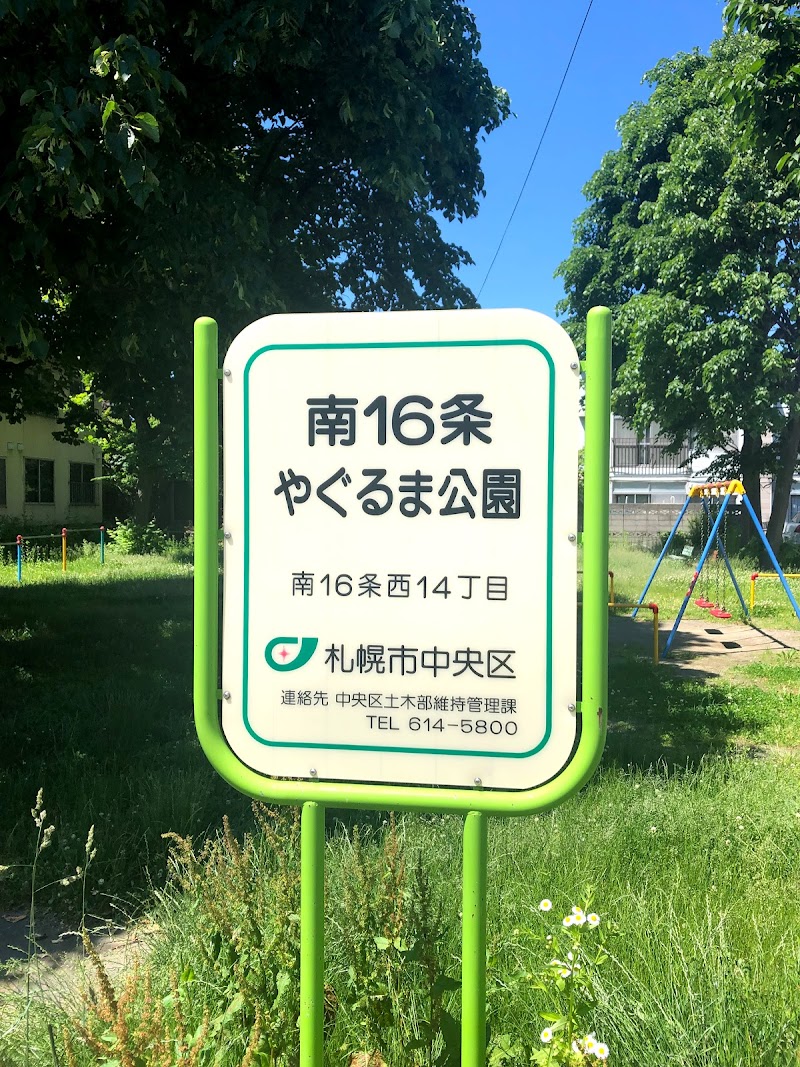 南16条
やぐるま公園
南16条西14丁目
札幌市中央区
連絡先 中央区土木部維持管理課
TEL 614-5800